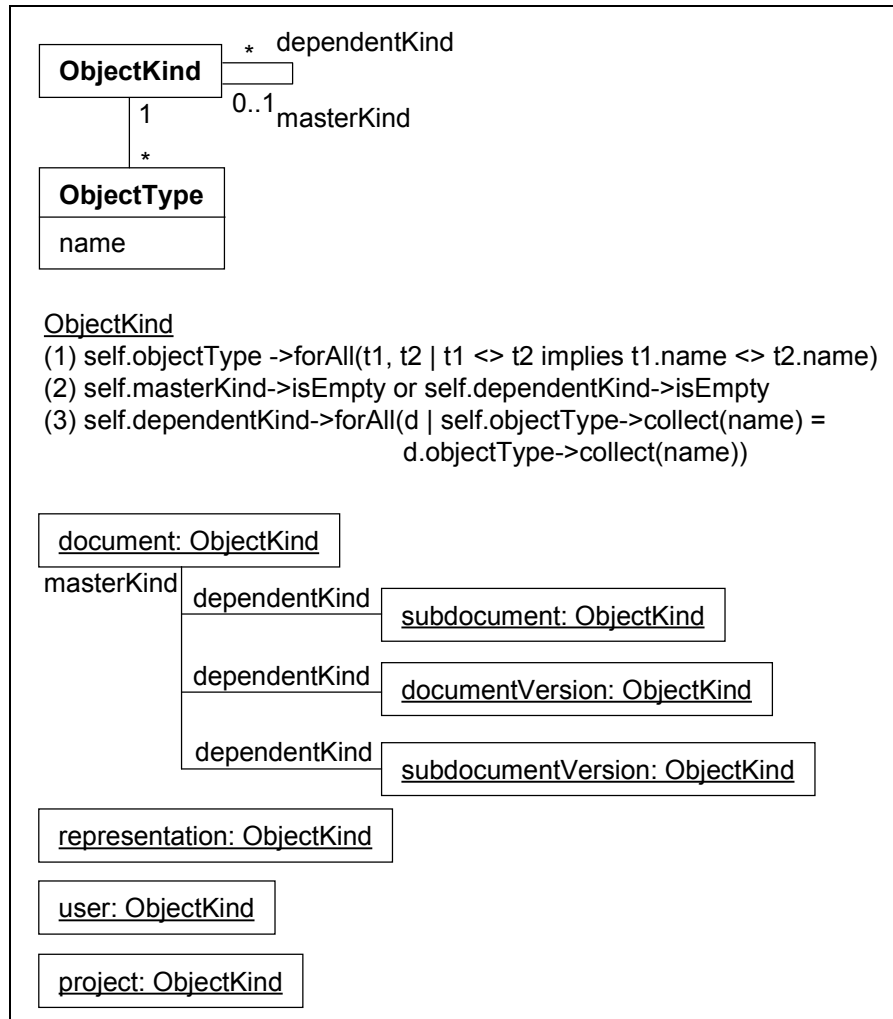 * dependentKind
ObjectKind
0..1 masterKind
1
*
ObjectType
name
ObjectKind
(1) self.objectType ->forAll(t1, t2 | t1 <> t2 implies t1.name <> t2.name)
(2) self.masterKind->isEmpty or self.dependentKind->isEmpty
(3) self.dependentKind->forAll(d | self.objectType->collect(name) =
d.objectType->collect(name))
document: ObjectKind
masterKind
dependentKind
subdocument: ObjectKind
dependentKind
documentVersion: ObjectKind
dependentKind
subdocumentVersion: ObjectKind
representation: ObjectKind
user: ObjectKind
project: ObjectKind